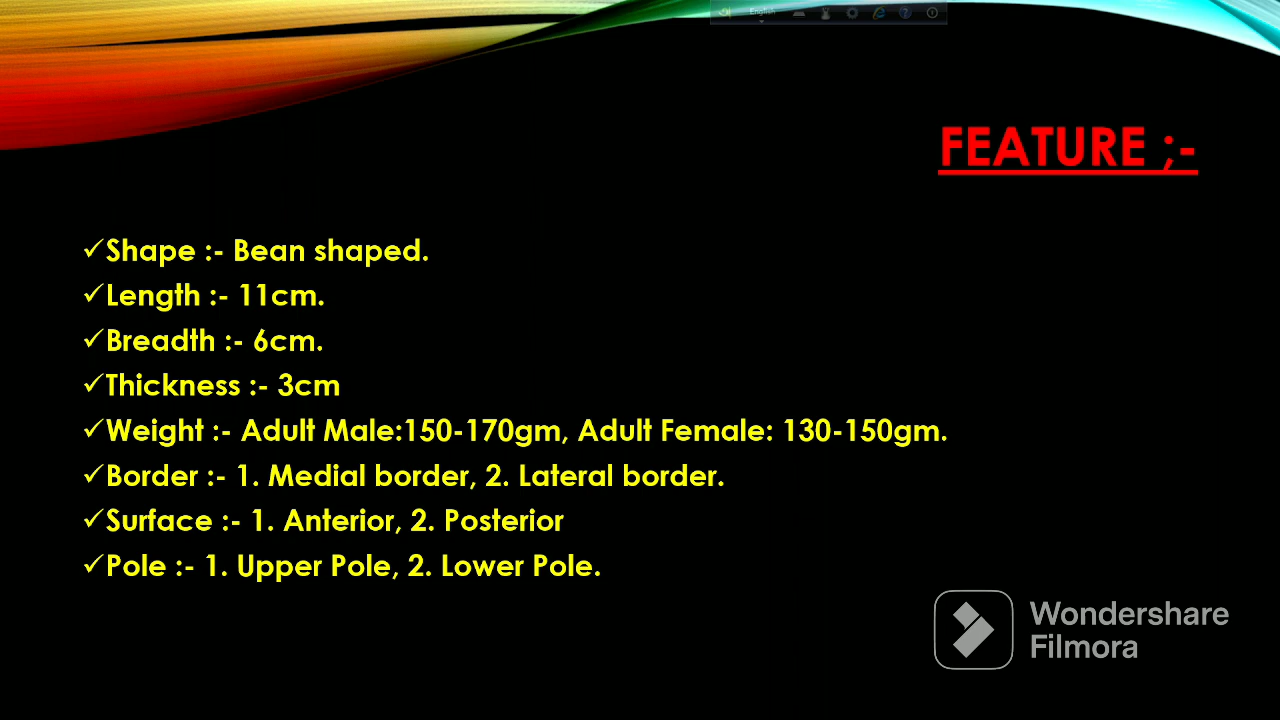 English
FEATURE ;-
✓Shape :- Bean shaped.
✓Length :- 11cm.
✓Breadth :- 6cm.
✓Thickness :- 3cm
✓Weight :- Adult Male:150-170gm, Adult Female: 130-150gm.
✓Border :- 1. Medial border, 2. Lateral border.
✓Surface :- 1. Anterior, 2. Posterior
✓Pole :- 1. Upper Pole, 2. Lower Pole.
Wondershare
Filmora